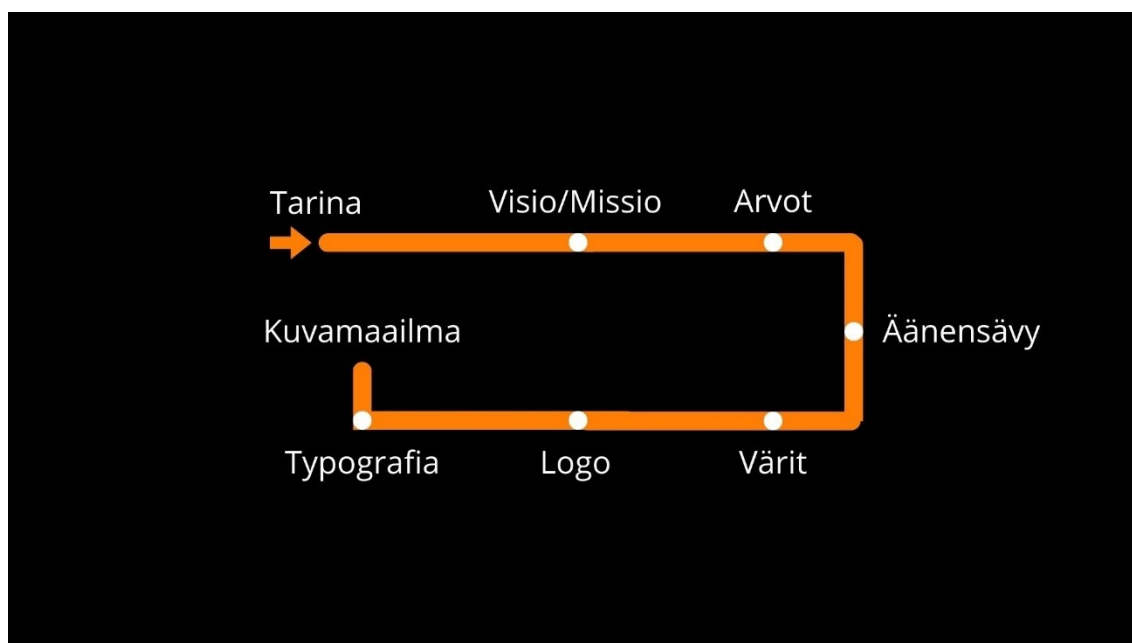 Tarina
Visio/Missio
Arvot
Äänensävy
Värit
Logo
Typografia
Kuvamaailma